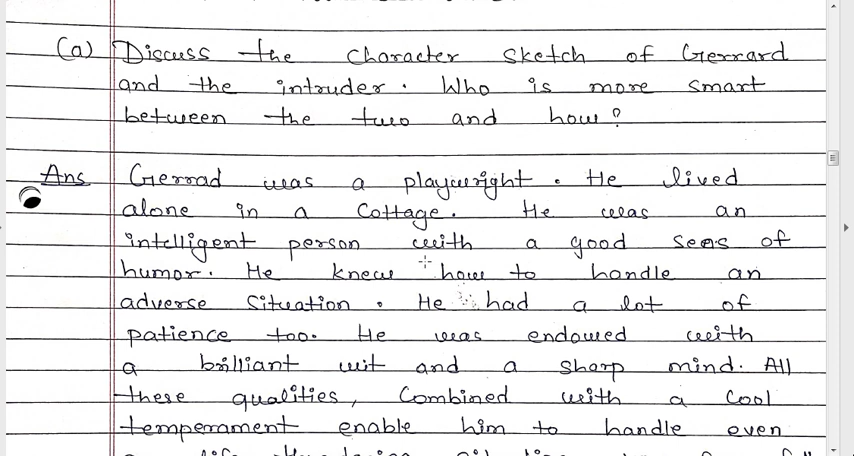 (a) Discuss the character sketch of Gerrard
and the intruder. Who is more smart
between the two and how?
Ans Gerrad was a playwright. He lived
alone in a cottage. He was an
intelligent person with a good sens of
humor. He knew how to handle an
adverse situation. He had a lot of
patience too. He was endowed with
a brilliant wit and a sharp mind. All
these qualities, combined with a cool
temperament enable him to handle even